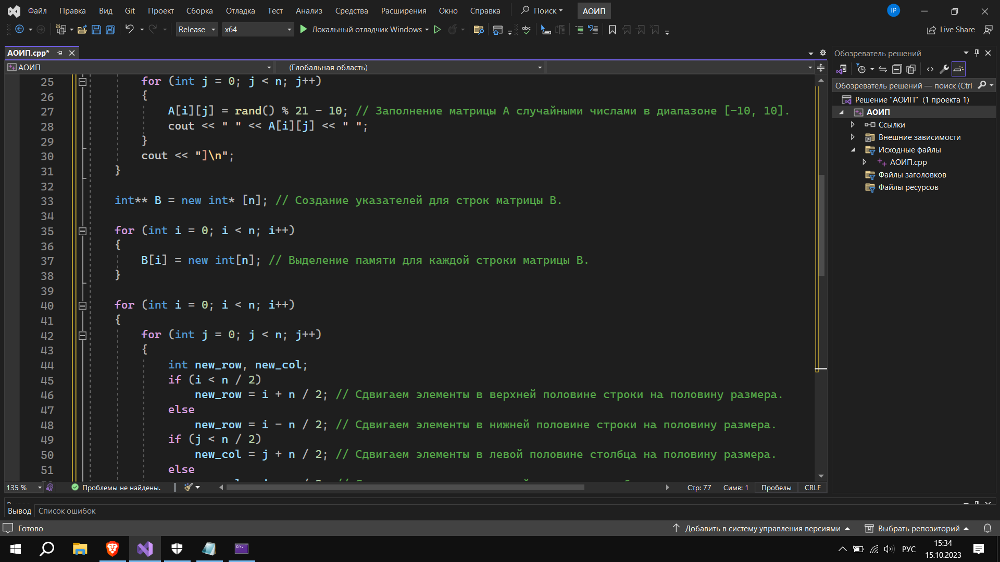 Файл Правка Вид Git Проект Сборка Отладка Тест Анализ Средства Расширения Окно Справка Поиск АОИП IP
Release x64 Локальный отладчик Windows abc Live Share
АОИП.cpp*
АОИП (Глобальная область)
25 for (int j = 0; j < n; j++)
26 {
27 A[i][j] = rand() % 21 - 10; // Заполнение матрицы A случайными числами в диапазоне [-10, 10].
28 cout << " " << A[i][j] << " ";
29 }
30 cout << "]\n";
31 }
32
33 int** B = new int* [n]; // Создание указателей для строк матрицы B.
34
35 for (int i = 0; i < n; i++)
36 {
37 B[i] = new int[n]; // Выделение памяти для каждой строки матрицы B.
38 }
39
40 for (int i = 0; i < n; i++)
41 {
42 for (int j = 0; j < n; j++)
43 {
44 int new_row, new_col;
45 if (i < n / 2)
46 new_row = i + n / 2; // Сдвигаем элементы в верхней половине строки на половину размера.
47 else
48 new_row = i - n / 2; // Сдвигаем элементы в нижней половине строки на половину размера.
49 if (j < n / 2)
50 new_col = j + n / 2; // Сдвигаем элементы в левой половине столбца на половину размера.
51 else
135 % Проблемы не найдены. Стр: 77 Симв: 1 Пробелы CRLF
Обозреватель решений
Обозреватель решений — поиск (Ctrl
Решение "АОИП" (1 проекта 1)
АОИП
Ссылки
Внешние зависимости
Исходные файлы
АОИП.cpp
Файлы заголовков
Файлы ресурсов
Вывод Список ошибок
Готово Добавить в систему управления версиями Выбрать репозиторий
РУС 15:34
15.10.2023